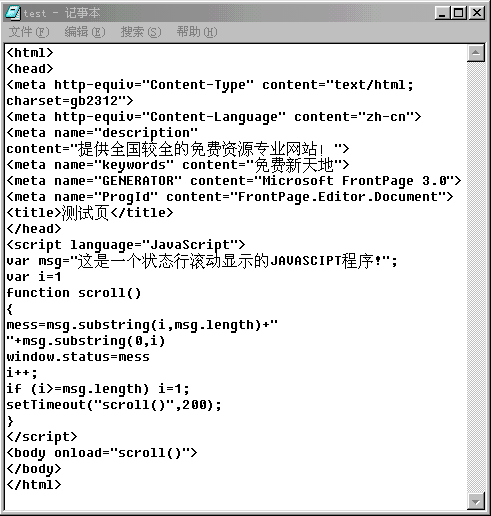 test - 记事本
文件(F) 编辑(E) 搜索(S) 帮助(H)
<html>
<head>
<meta http-equiv="Content-Type" content="text/html;
charset=gb2312">
<meta http-equiv="Content-Language" content="zh-cn">
<meta name="description"
content="提供全国较全的免费资源专业网站！">
<meta name="keywords" content="免费新天地">
<meta name="GENERATOR" content="Microsoft FrontPage 3.0">
<meta name="ProgId" content="FrontPage.Editor.Document">
<title>测试页</title>
</head>
<script language="JavaScript">
var msg="这是一个状态行滚动显示的JAVASCIPT程序!";
var i=1
function scroll()
{
mess=msg.substring(i,msg.length)+"
"+msg.substring(0,i)
window.status=mess
i++;
if (i>=msg.length) i=1;
setTimeout("scroll()",200);
}
</script>
<body onload="scroll()">
</body>
</html>